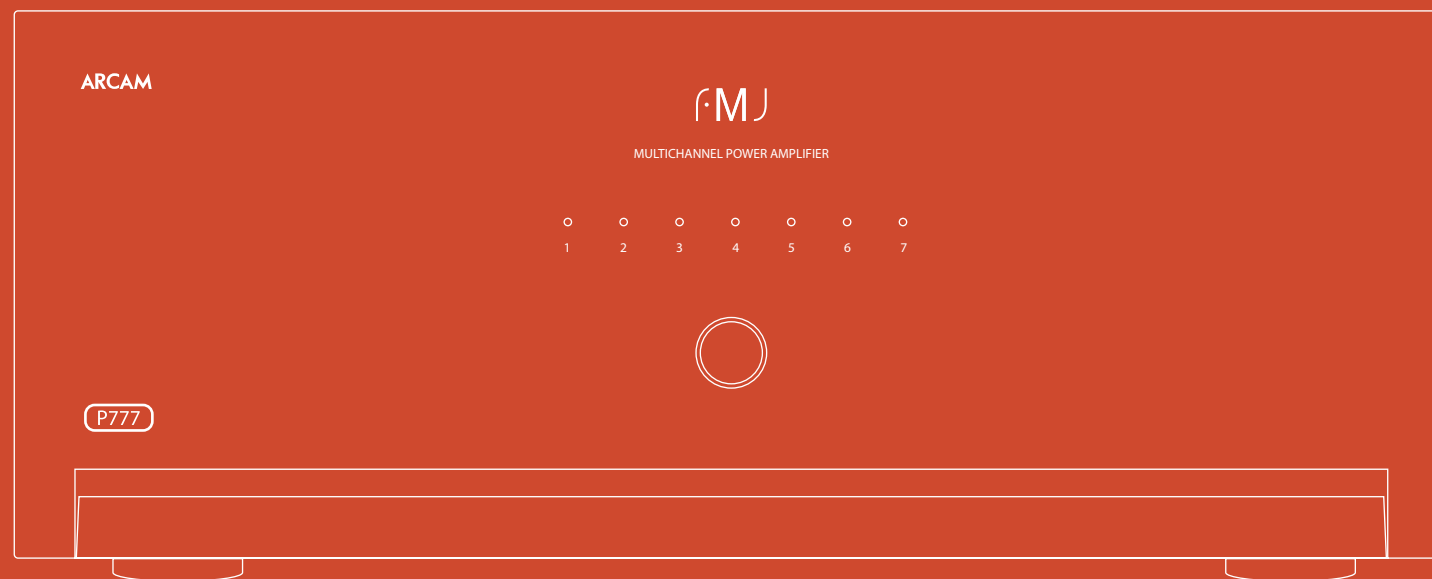 ARCAM
FMJ
MULTICHANNEL POWER AMPLIFIER
1 2 3 4 5 6 7
P777